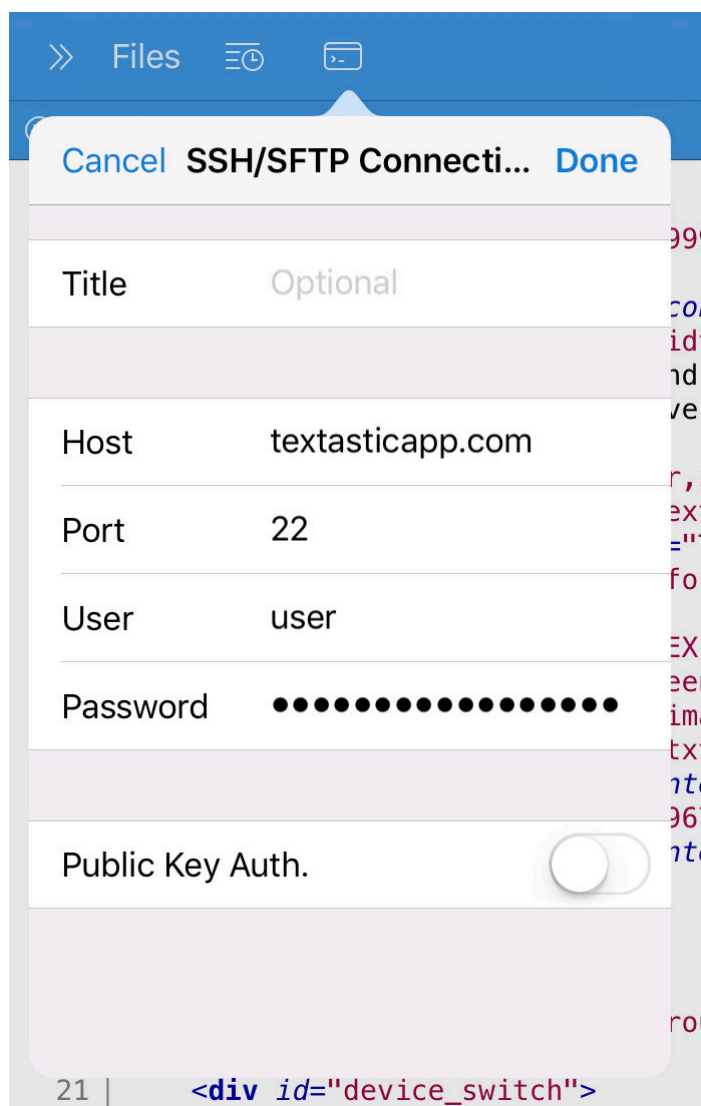 Files
Cancel SSH/SFTP Connecti... Done
Title Optional
Host textasticapp.com
Port 22
User user
Password ●●●●●●●●●●●●●●●●●
Public Key Auth.
21 <div id="device_switch">